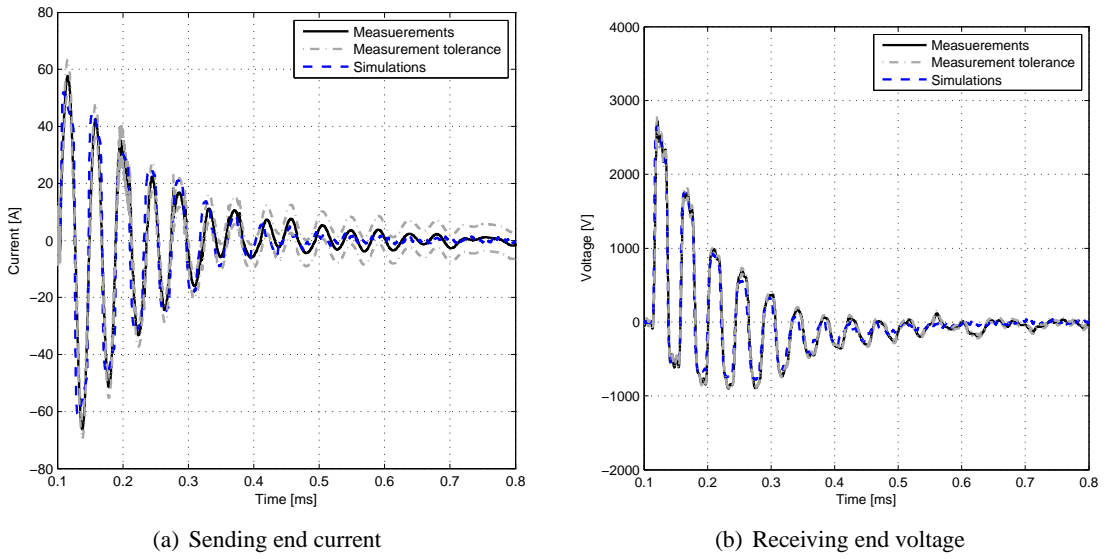 80
60
40
20
0
−20
−40
−60
−80
Current [A]
0.1 0.2 0.3 0.4 0.5 0.6 0.7 0.8
Time [ms]
Measuerements
Measurement tolerance
Simulations
(a) Sending end current
4000
3000
2000
1000
0
−1000
−2000
Voltage [V]
0.1 0.2 0.3 0.4 0.5 0.6 0.7 0.8
Time [ms]
Measuerements
Measurement tolerance
Simulations
(b) Receiving end voltage